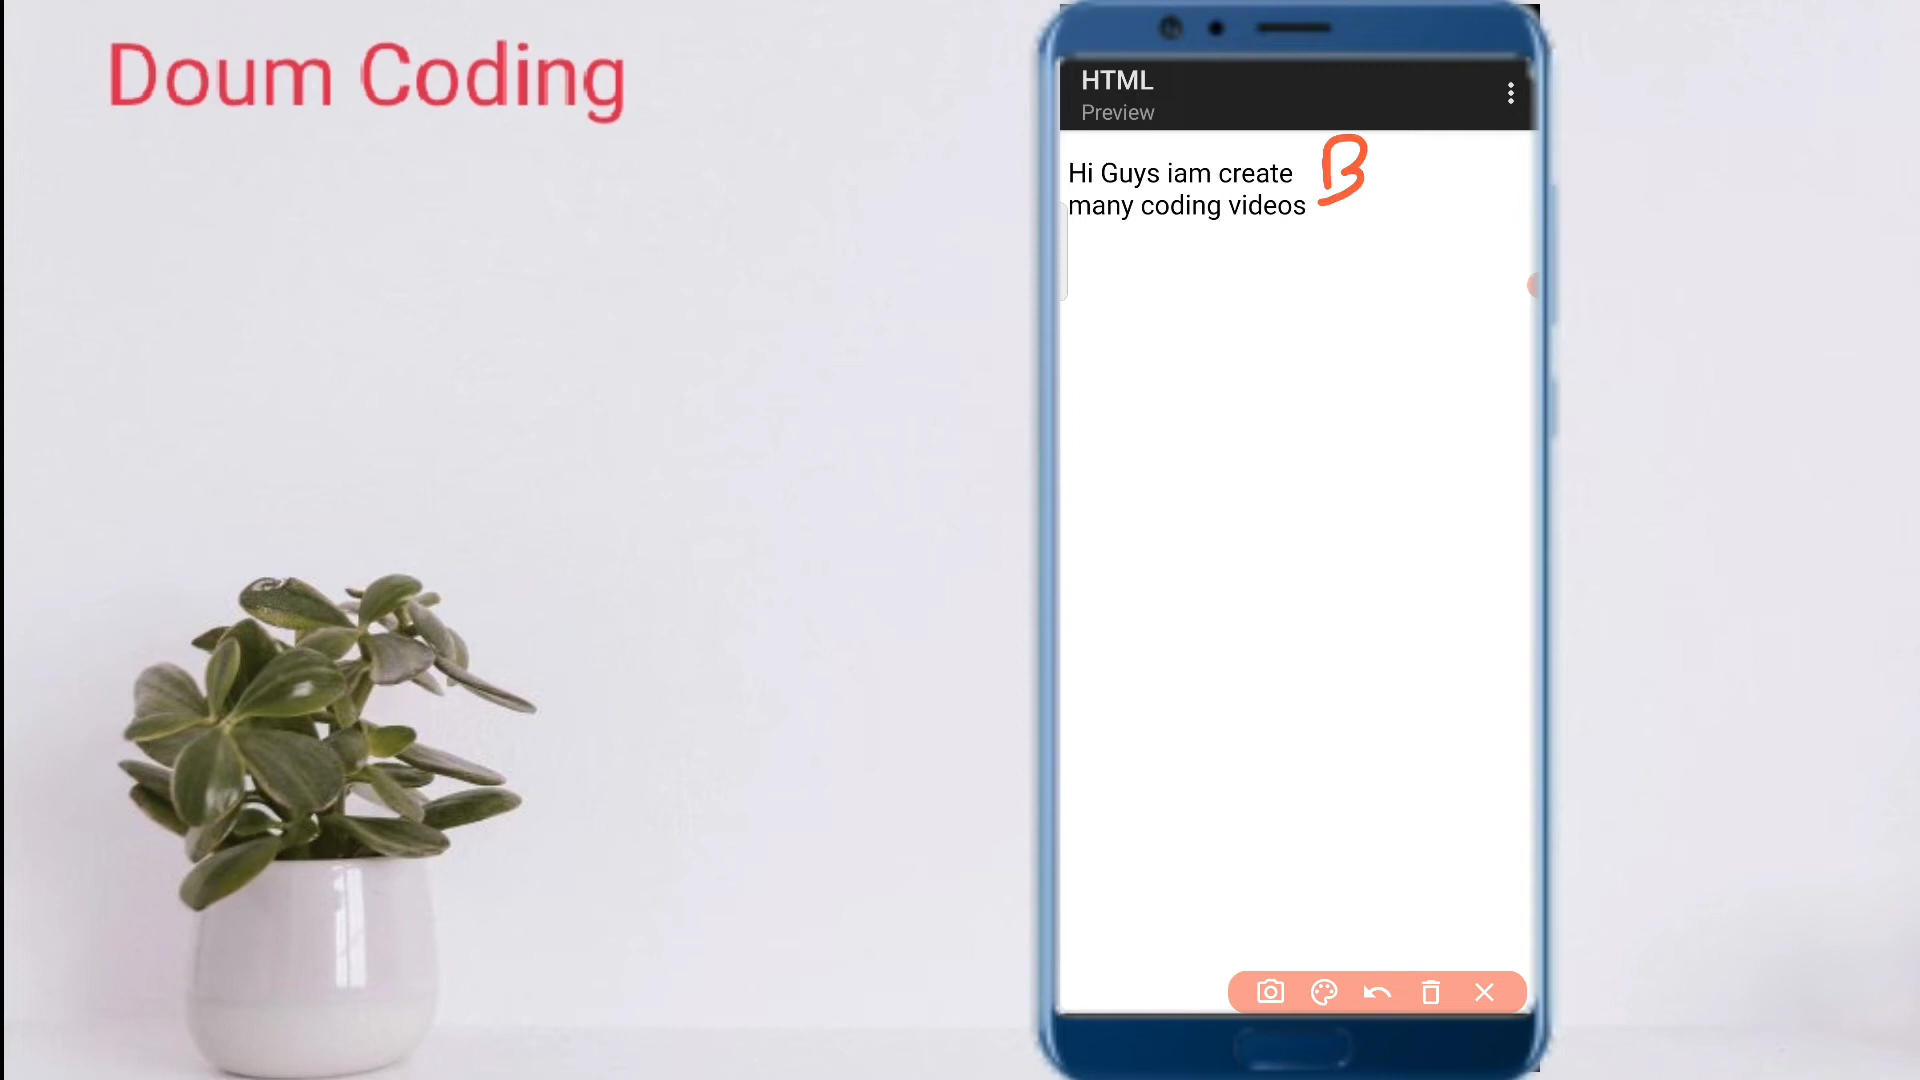 Doum Coding
HTML
Preview
Hi Guys iam create
many coding videos
B